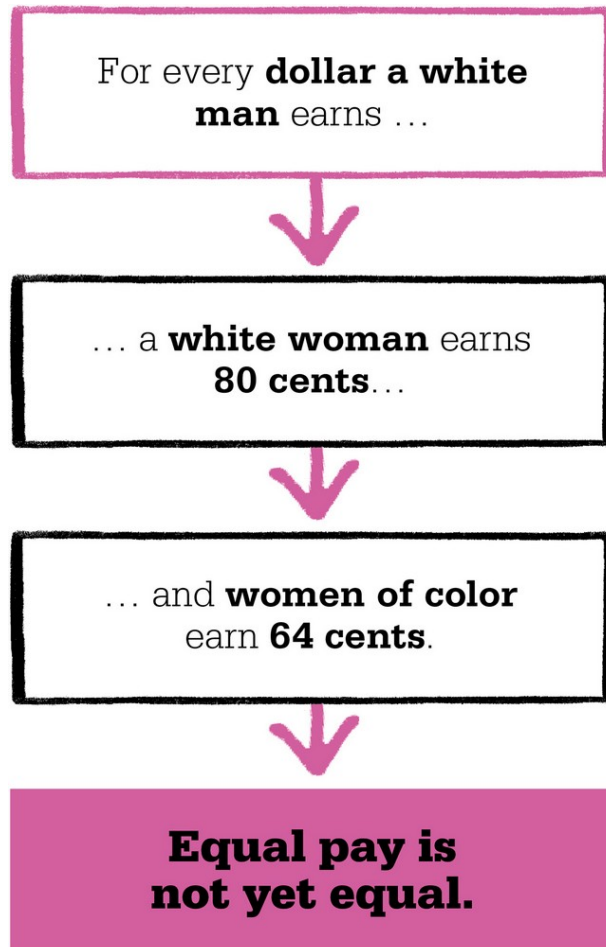 For every dollar a white
man earns …
… a white woman earns
80 cents…
… and women of color
earn 64 cents.
Equal pay is
not yet equal.